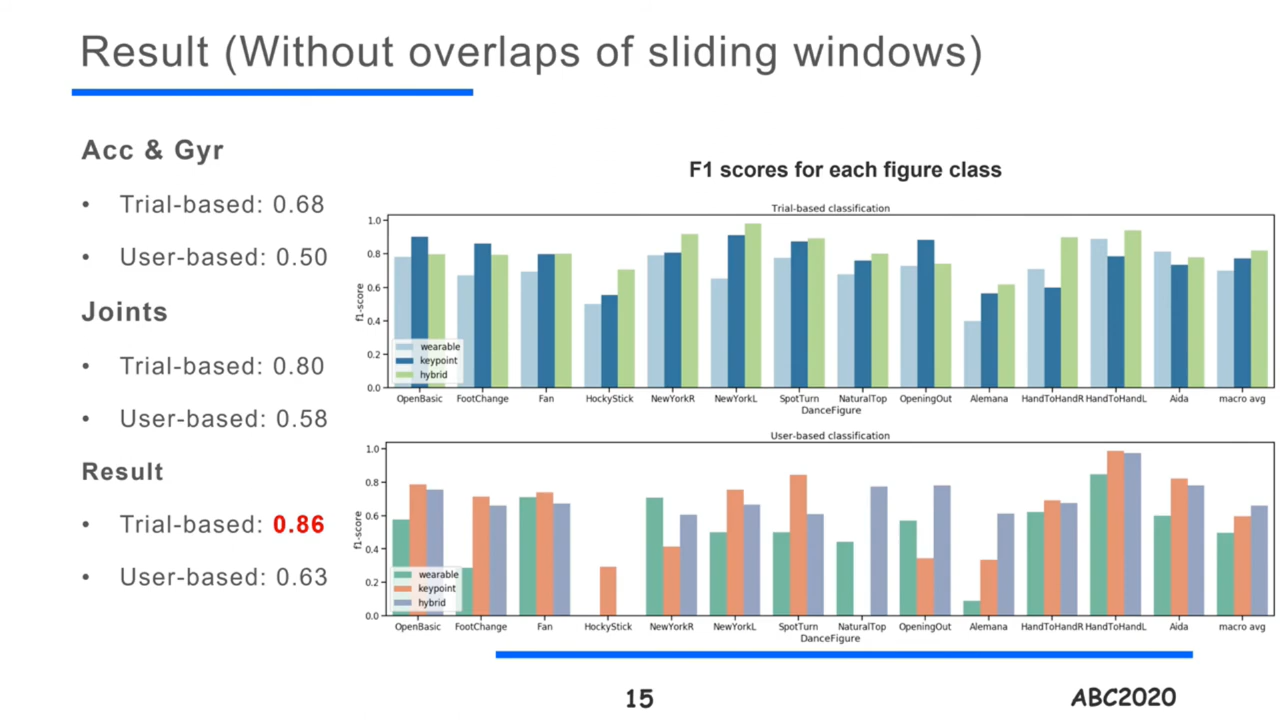 Result (Without overlaps of sliding windows)
Acc & Gyr
• Trial-based: 0.68
• User-based: 0.50
Joints
• Trial-based: 0.80
• User-based: 0.58
Result
• Trial-based: 0.86
• User-based: 0.63
F1 scores for each figure class
Trial-based classification
f1-score
1.0
0.8
0.6
0.4
0.2
0.0
wearable
keypoint
hybrid
OpenBasic FootChange Fan HockyStick NewYorkR NewYorkL SpotTurn NaturalTop OpeningOut Alemana HandToHandR HandToHandL Aida macro avg
DanceFigure
User-based classification
f1-score
1.0
0.8
0.6
0.4
0.2
0.0
wearable
keypoint
hybrid
OpenBasic FootChange Fan HockyStick NewYorkR NewYorkL SpotTurn NaturalTop OpeningOut Alemana HandToHandR HandToHandL Aida macro avg
DanceFigure
15
ABC2020